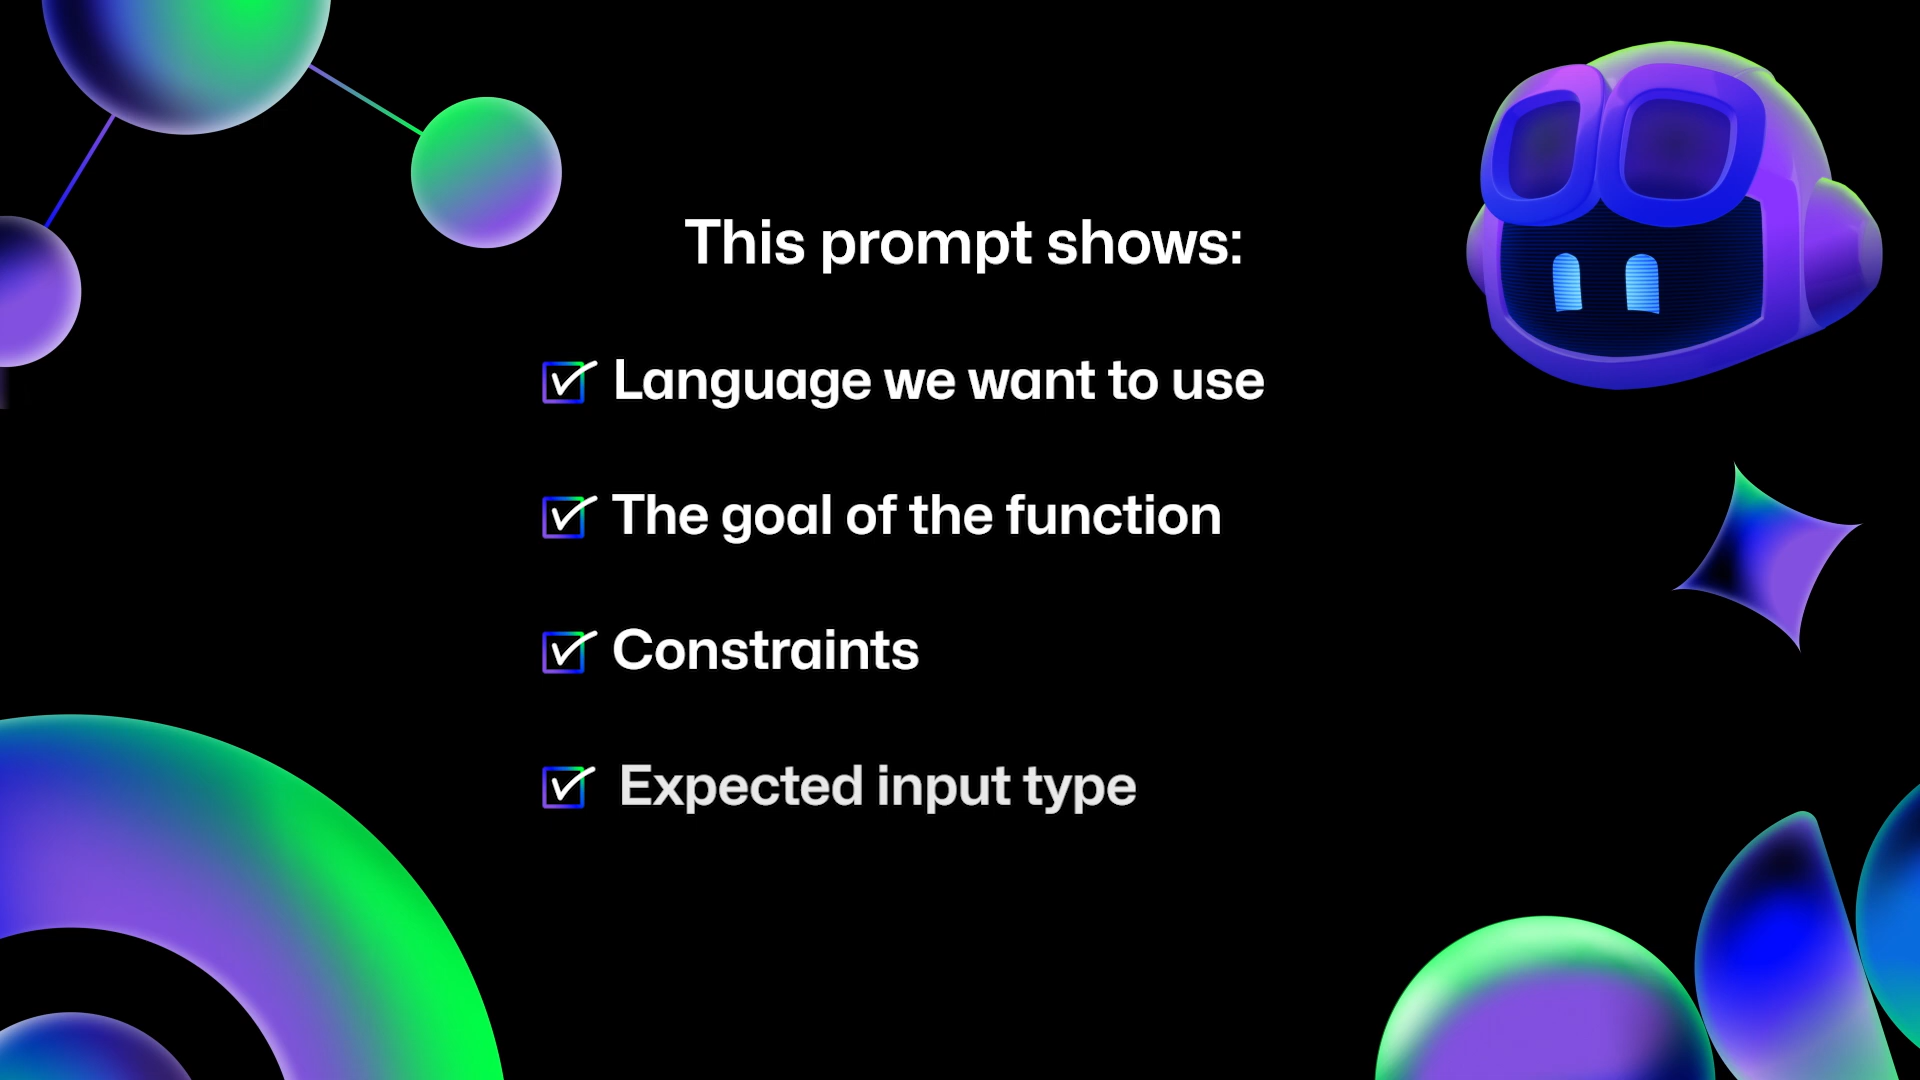 This prompt shows:
Language we want to use
The goal of the function
Constraints
Expected input type